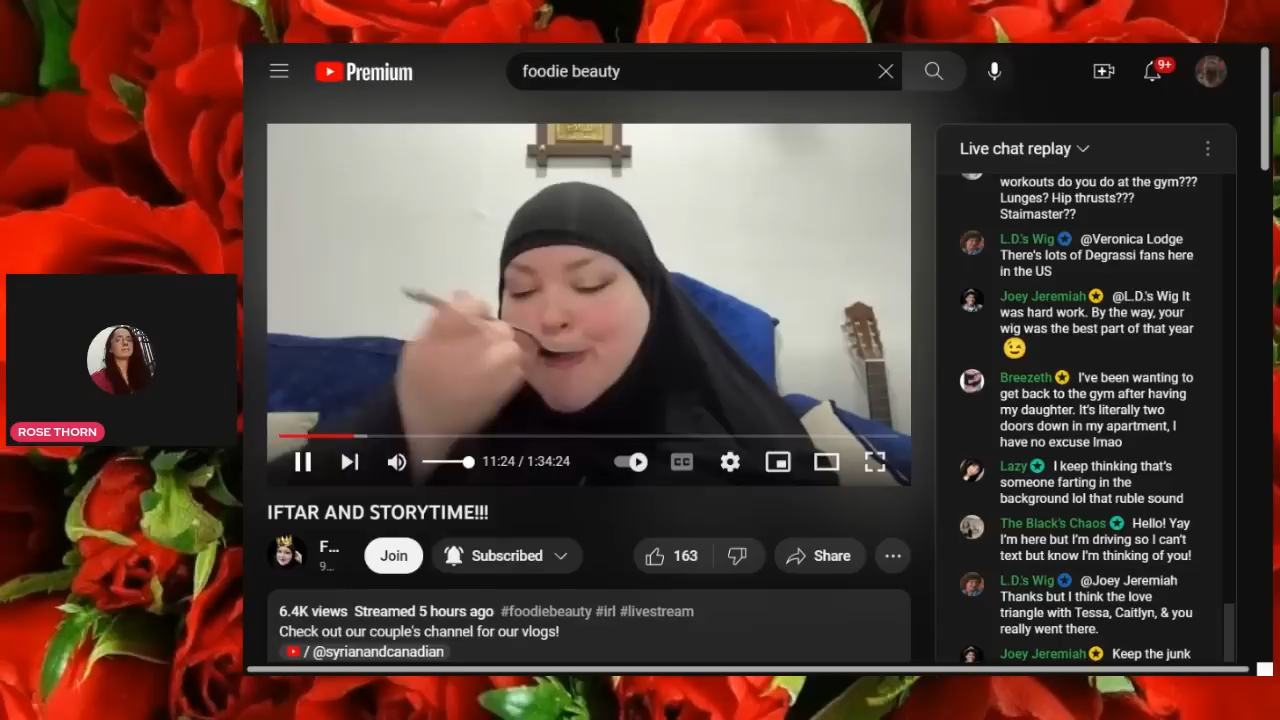 Premium
foodie beauty
9+
Live chat replay
workouts do you do at the gym???
Lunges? Hip thrusts???
Staimaster??
L.D.'s Wig @Veronica Lodge
There's lots of Degrassi fans here
in the US
Joey Jeremiah @L.D.'s Wig It
was hard work. By the way, your
wig was the best part of that year
Breezeth I've been wanting to
get back to the gym after having
my daughter. It's literally two
doors down in my apartment, I
have no excuse lmao
Lazy I keep thinking that's
someone farting in the
background lol that ruble sound
The Black's Chaos Hello! Yay
I'm here but I'm driving so I can't
text but know I'm thinking of you!
L.D.'s Wig @Joey Jeremiah
Thanks but I think the love
triangle with Tessa, Caitlyn, & you
really went there.
Joey Jeremiah Keep the junk
ROSE THORN
11:24 / 1:34:24
CC
IFTAR AND STORYTIME!!!
F...
9...
Join
Subscribed
163
Share
6.4K views Streamed 5 hours ago #foodiebeauty #irl #livestream
Check out our couple's channel for our vlogs!
/ @syrianandcanadian